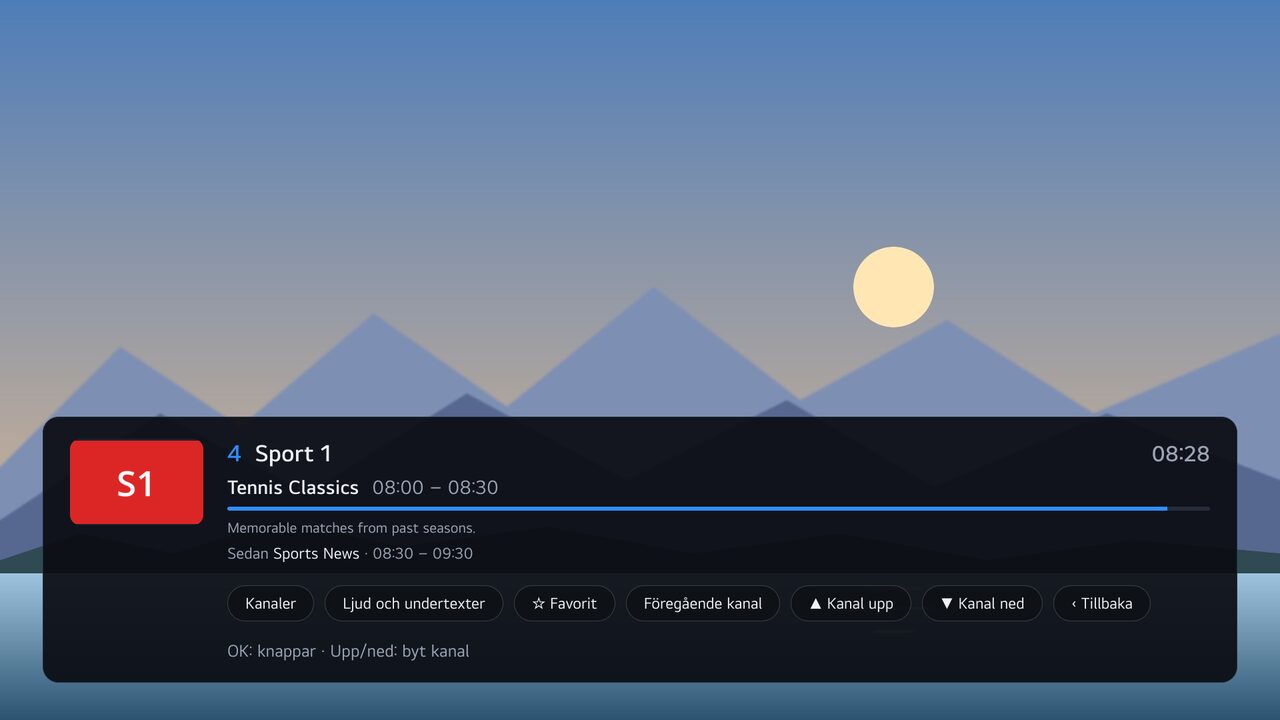 S1
4 Sport 1
08:28
Tennis Classics 08:00 – 08:30
Memorable matches from past seasons.
Sedan Sports News · 08:30 – 09:30
Kanaler Ljud och undertexter ☆ Favorit Föregående kanal ▲ Kanal upp ▼ Kanal ned ‹ Tillbaka
OK: knappar · Upp/ned: byt kanal